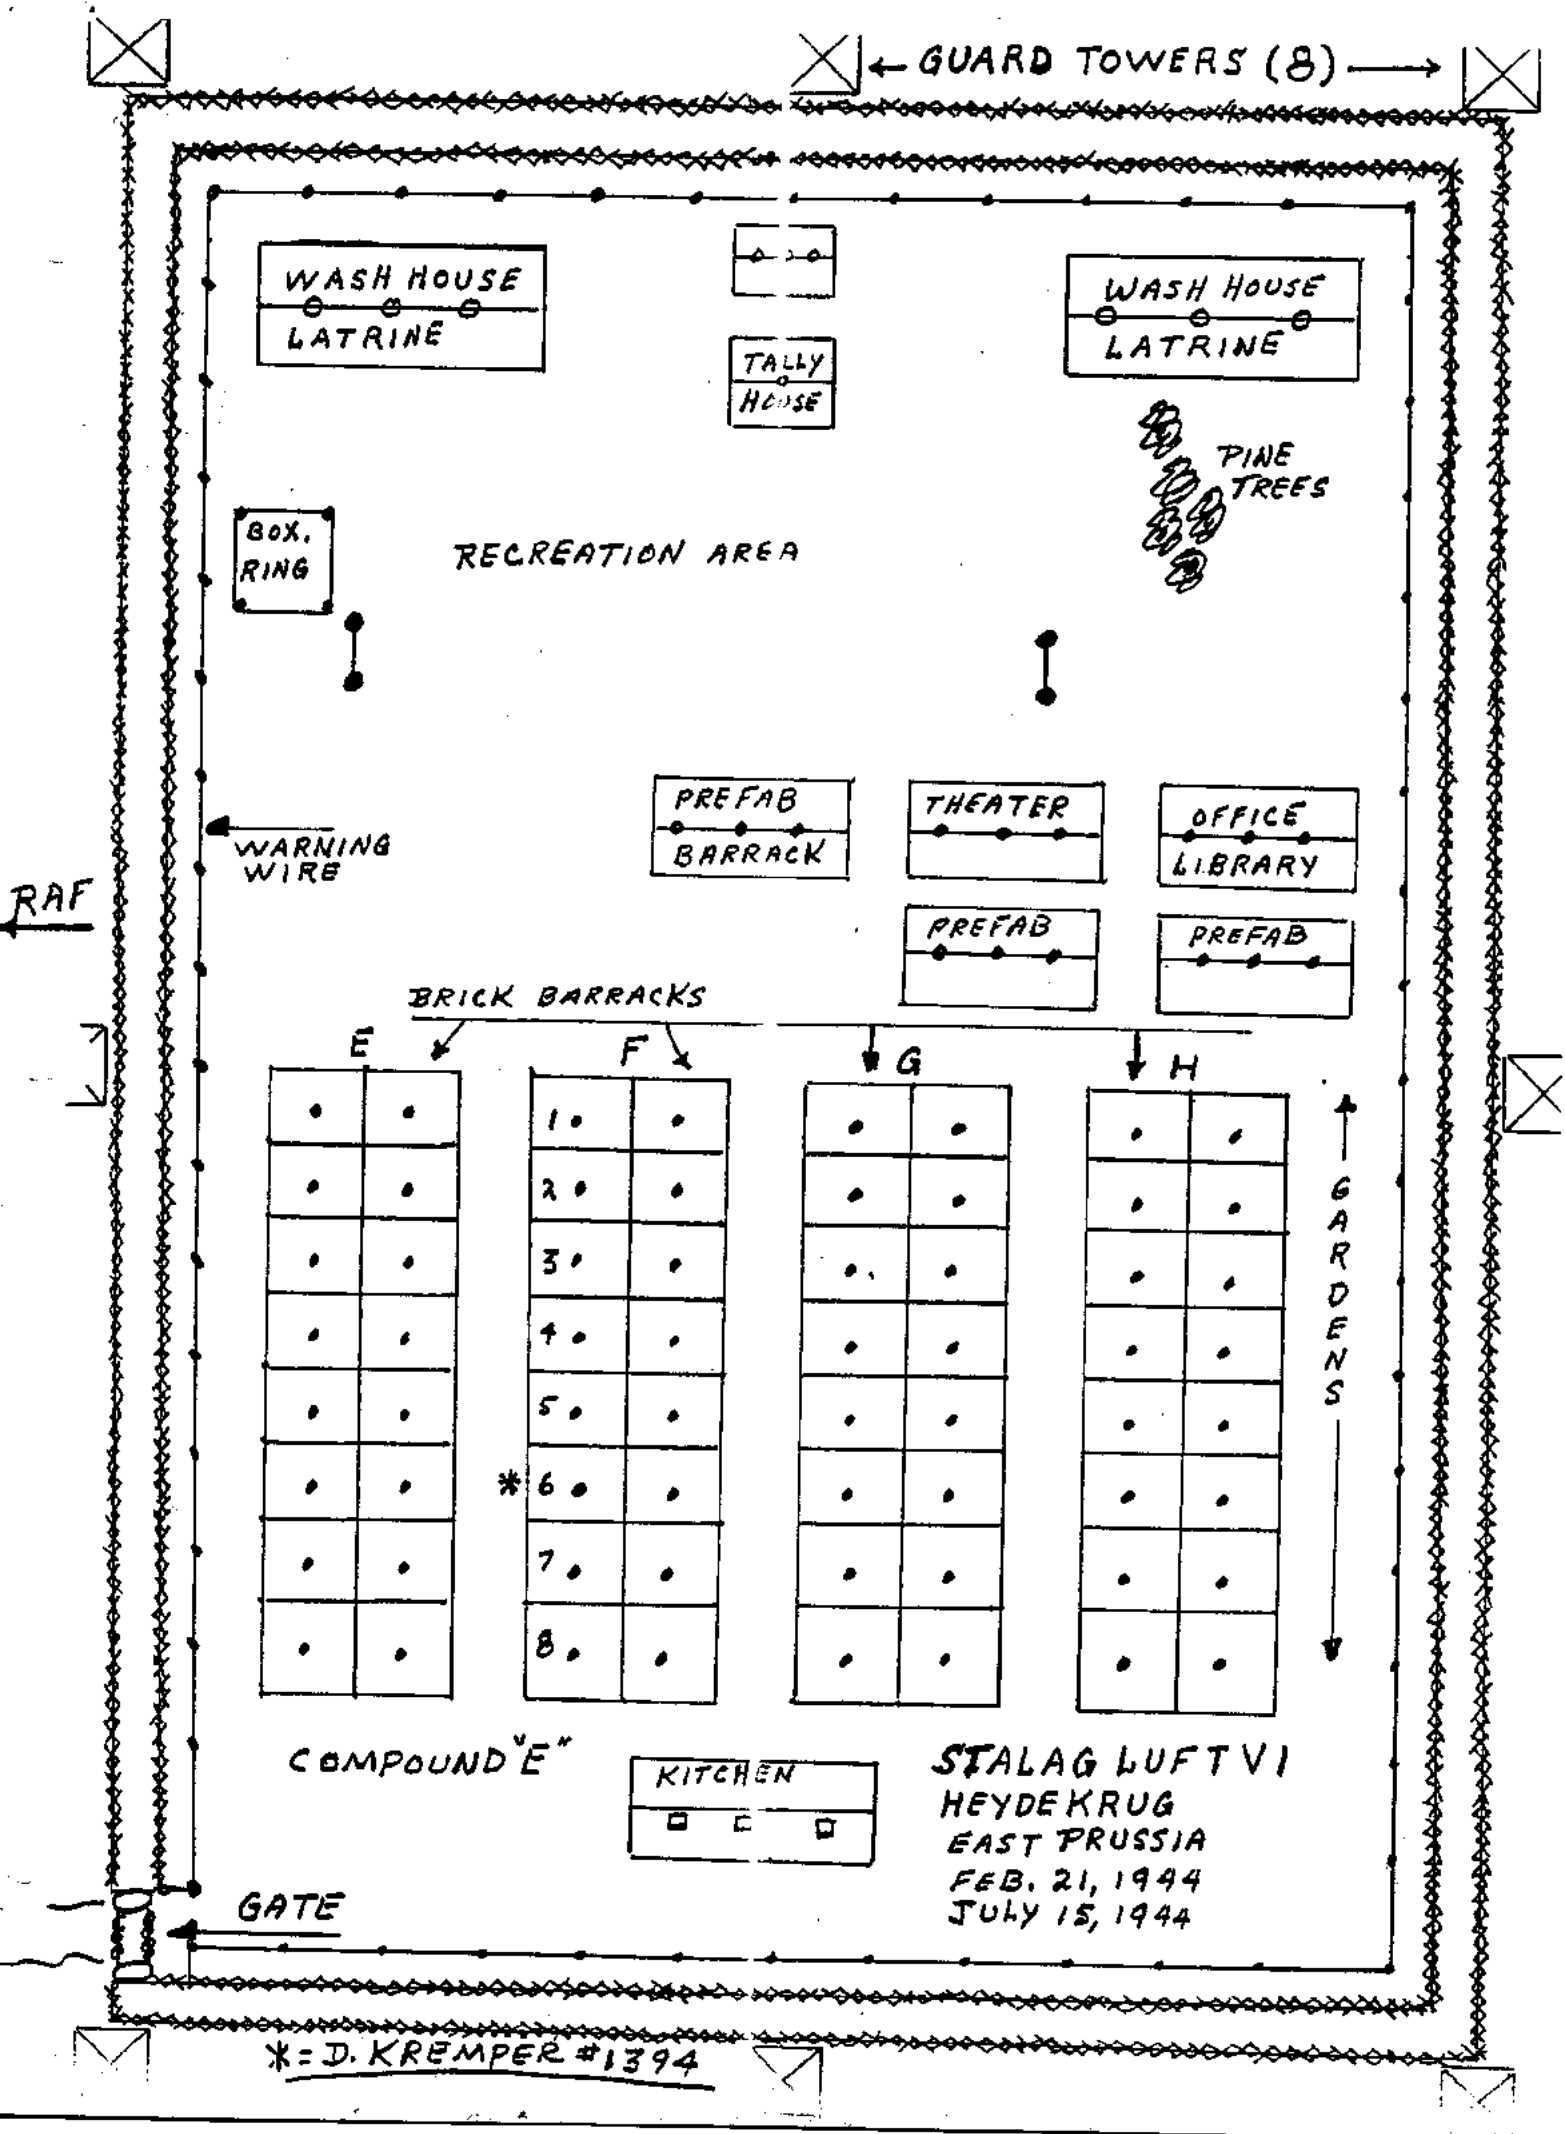 ← GUARD TOWERS (8) →
WASH HOUSE
LATRINE
WASH HOUSE
LATRINE
TALLY
HOUSE
PINE
TREES
BOX.
RING
RECREATION AREA
PREFAB
BARRACK
THEATER
OFFICE
LIBRARY
WARNING
WIRE
RAF
PREFAB
PREFAB
BRICK BARRACKS
E
F
G
H
1
2
3
4
5
* 6
7
8
GARDENS
COMPOUND "E"
KITCHEN
STALAG LUFT VI
HEYDEKRUG
EAST PRUSSIA
FEB. 21, 1944
JULY 15, 1944
GATE
* = D. KREMPER #1394